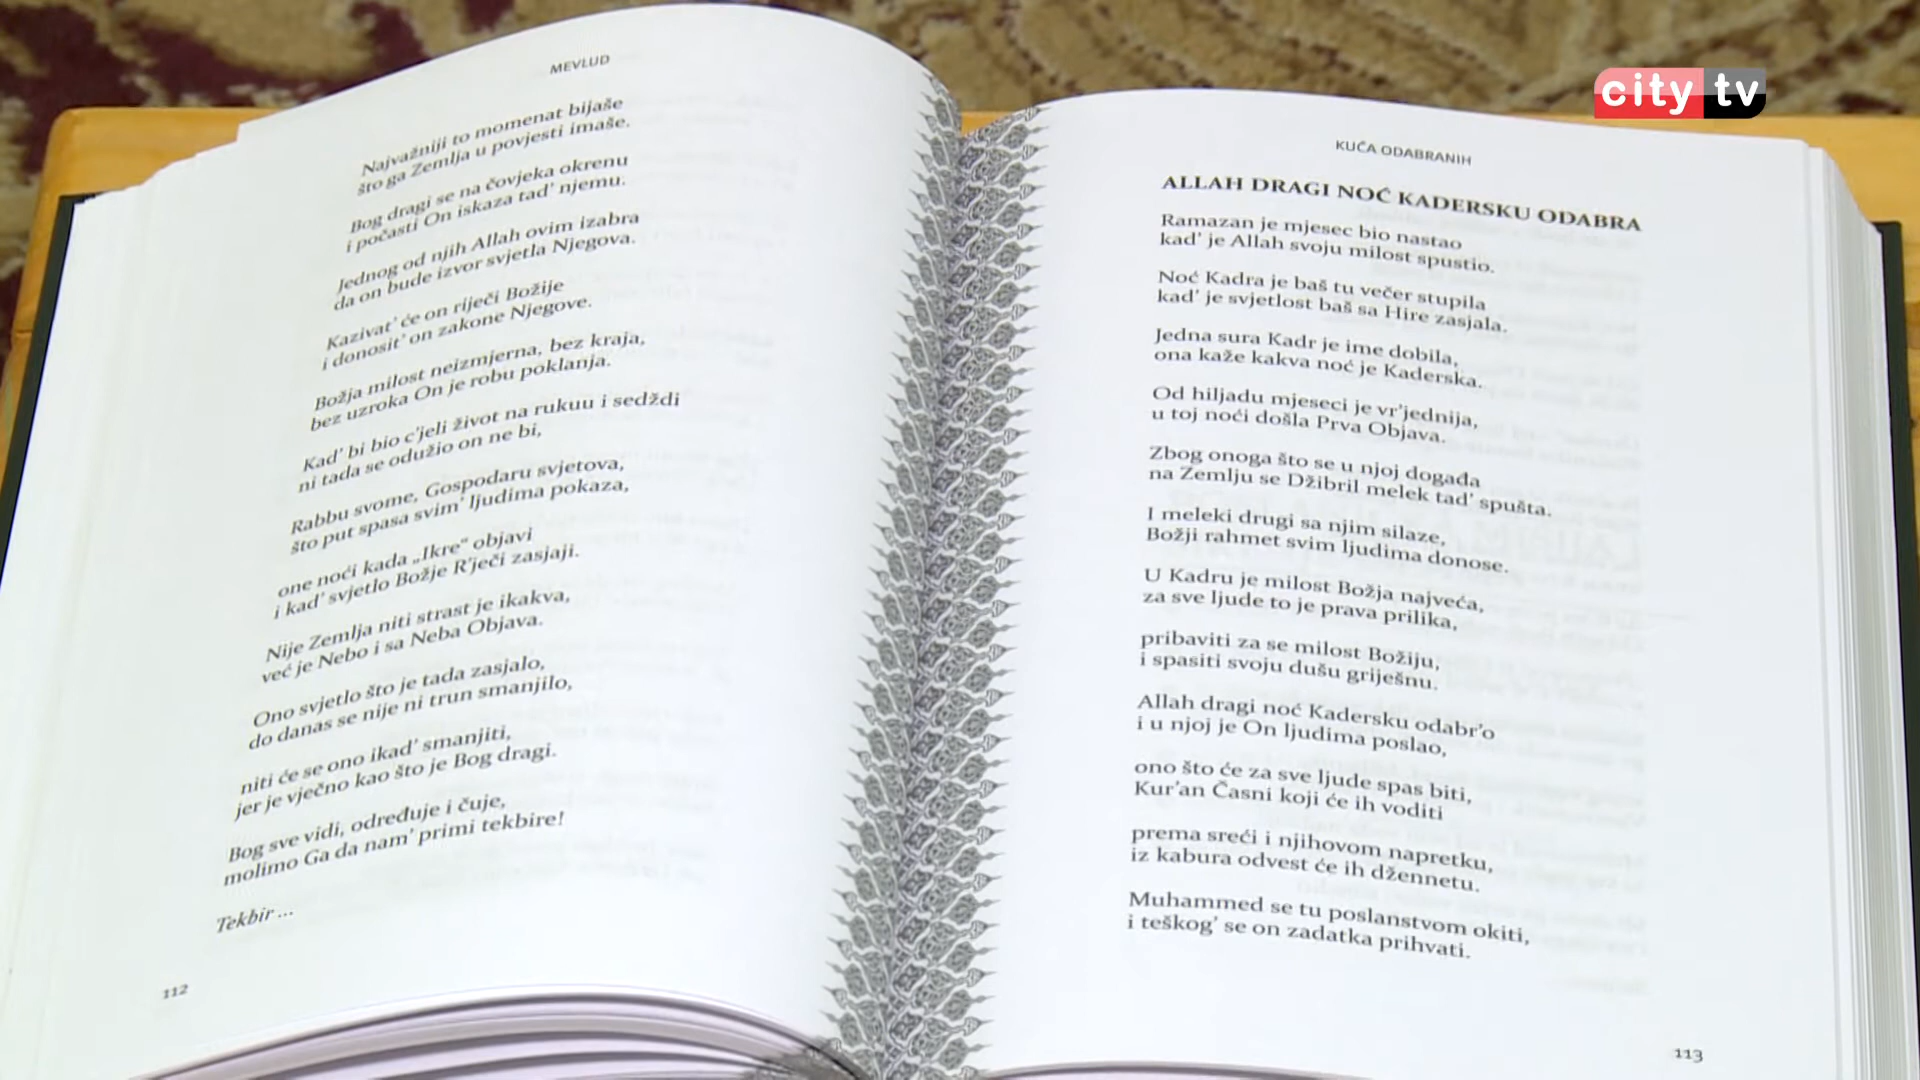 city tv
MEVLUD
Najvažniji to momenat bijaše
što ga Zemlja u povjesti imaše.
Bog dragi se na čovjeka okrenu
i počasti On iskaza tad’ njemu.
Jednog od njih Allah ovim izabra
da on bude izvor svjetla Njegova.
Kazivat’ će on riječi Božije
i donosit’ on zakone Njegove.
Božja milost neizmjerna, bez kraja,
bez uzroka On je robu poklanja.
Kad’ bi bio c’jeli život na rukuu i sedždi
ni tada se odužio on ne bi,
Rabbu svome, Gospodaru svjetova,
što put spasa svim’ ljudima pokaza,
one noći kada „Ikre“ objavi
i kad’ svjetlo Božje R’ječi zasjaji.
Nije Zemlja niti strast je ikakva,
već je Nebo i sa Neba Objava.
Ono svjetlo što je tada zasjalo,
do danas se nije ni trun smanjilo,
niti će se ono ikad’ smanjiti,
jer je vječno kao što je Bog dragi.
Bog sve vidi, određuje i čuje,
molimo Ga da nam’ primi tekbire!
Tekbir ...
112
KUĆA ODABRANIH
ALLAH DRAGI NOĆ KADERSKU ODABRA
Ramazan je mjesec bio nastao
kad’ je Allah svoju milost spustio.
Noć Kadra je baš tu večer stupila
kad’ je svjetlost baš sa Hire zasjala.
Jedna sura Kadr je ime dobila,
ona kaže kakva noć je Kaderska.
Od hiljadu mjeseci je vr’jednija,
u toj noći došla Prva Objava.
Zbog onoga što se u njoj događa
na Zemlju se Džibril melek tad’ spušta.
I meleki drugi sa njim silaze,
Božji rahmet svim ljudima donose.
U Kadru je milost Božja najveća,
za sve ljude to je prava prilika,
pribaviti za se milost Božiju,
i spasiti svoju dušu griješnu.
Allah dragi noć Kadersku odabr’o
i u njoj je On ljudima poslao,
ono što će za sve ljude spas biti,
Kur’an Časni koji će ih voditi
prema sreći i njihovom napretku,
iz kabura odvest će ih džennetu.
Muhammed se tu poslanstvom okiti,
i teškog’ se on zadatka prihvati.
113